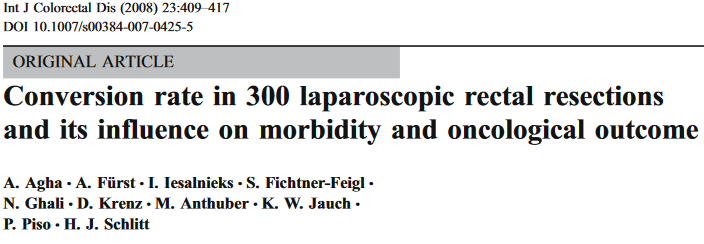 Int J Colorectal Dis (2008) 23:409–417
DOI 10.1007/s00384-007-0425-5
ORIGINAL ARTICLE
Conversion rate in 300 laparoscopic rectal resections
and its influence on morbidity and oncological outcome
A. Agha • A. Fürst • I. Iesalnieks • S. Fichtner-Feigl •
N. Ghali • D. Krenz • M. Anthuber • K. W. Jauch •
P. Piso • H. J. Schlitt